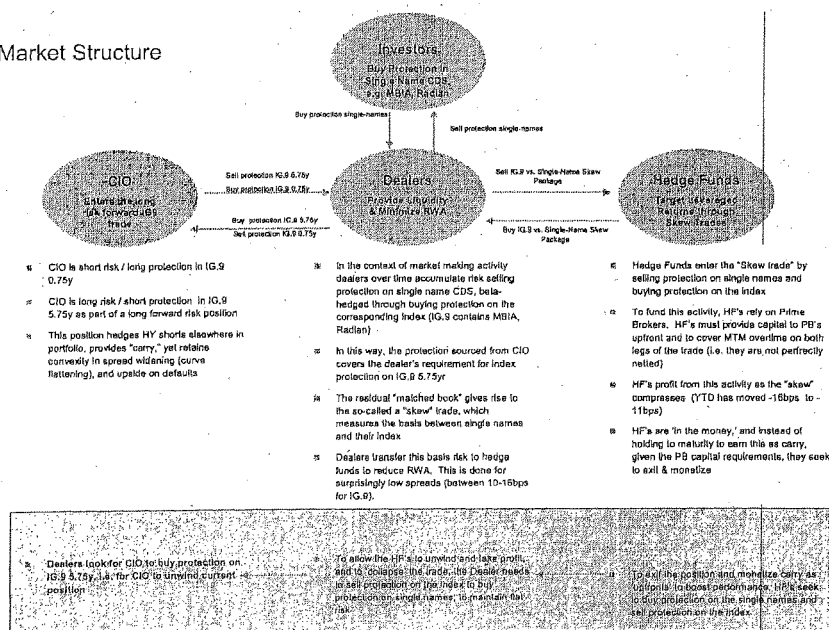 Market Structure
Investors
Buy Protection in
Single Name CDS,
e.g. MBIA, Radian
Buy protection single-names
Sell protection single-names
CIO
Enters the long
risk forward IG9
trade
Sell protection IG.9 5.75y
Buy protection IG.9 0.75y
Buy protection IG.9 5.75y
Sell protection IG.9 0.75y
Dealers
Provide Liquidity
& Minimize RWA
Sell IG.9 vs. Single-Name Skew
Package
Buy IG.9 vs. Single-Name Skew
Package
Hedge Funds
Target Leveraged
Returns through
Skew Trades
CIO is short risk / long protection in IG.9
0.75y
CIO is long risk / short protection in IG.9
5.75y as part of a long forward risk position
This position hedges HY shorts elsewhere in
portfolio, provides "carry," yet retains
convexity in spread widening (curve
flattening), and upside on defaults
In the context of market making activity
dealers over time accumulate risk selling
protection on single name CDS, beta-
hedged through buying protection on the
corresponding index (IG.9 contains MBIA,
Radian)
In this way, the protection sourced from CIO
covers the dealer's requirement for index
protection on IG.9 5.75y
The residual "matched book" gives rise to
the so-called a "skew" trade, which
measures the basis between single names
and their index
Dealers transfer this basis risk to hedge
funds to reduce RWA. This is done for
surprisingly low spreads (between 10-15bps
for IG.9).
Hedge Funds enter the "Skew trade" by
selling protection on single names and
buying protection on the index
To fund this activity, HF's rely on Prime
Brokers. HF's must provide capital to PB's
upfront and to cover MTM overtime on both
legs of the trade (i.e. they are not perfectly
netted)
HF's profit from this activity as the "skew"
compresses (YTD has moved -16bps to -
11bps)
HF's are 'in the money,' and instead of
holding to maturity to earn this as carry,
given the PB capital requirements, they seek
to exit & monetize
Dealers look for CIO to buy protection on
IG.9 5.75y, i.e. for CIO to unwind current
position
To allow the HF's to unwind and take profit,
and to collapse the trade, the Dealer needs
to sell protection on the index to buy
protection on single names, to maintain flat
risk
To exit the position and monetize carry as
upfront to boost performance, HF's seek
to buy protection on the single names and
sell protection on the index